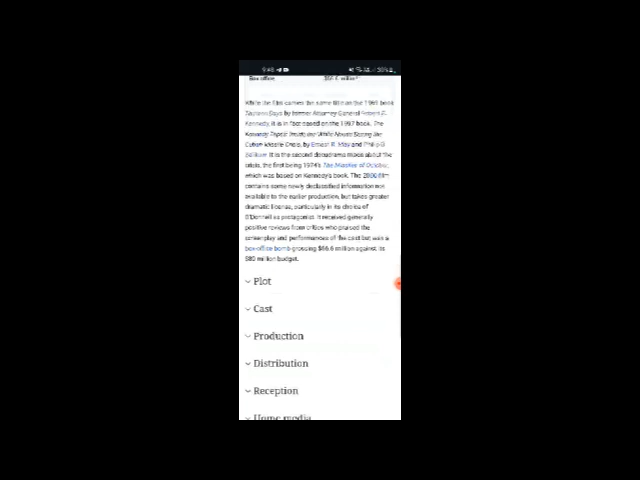 9:48
Box office $66.6 million
While the film carries the same title as the 1969 book
Thirteen Days by former Attorney General Robert F.
Kennedy, it is in fact based on the 1997 book, The
Kennedy Tapes: Inside the White House During the
Cuban Missile Crisis, by Ernest R. May and Philip D.
Zelikow. It is the second docudrama made about the
crisis, the first being 1974's The Missiles of October,
which was based on Kennedy's book. The 2000 film
contains some newly declassified information not
available to the earlier production, but takes greater
dramatic license, particularly in its choice of
O'Donnell as protagonist. It received generally
positive reviews from critics who praised the
screenplay and performances of the cast but was a
box-office bomb grossing $66.6 million against its
$80 million budget.
Plot
Cast
Production
Distribution
Reception
Home media